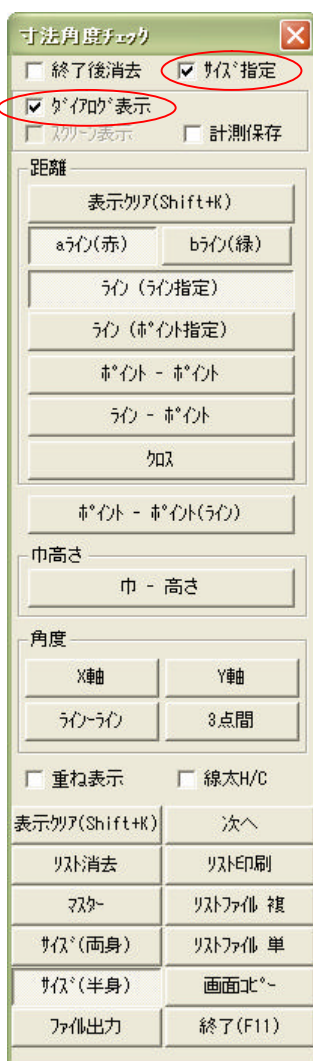 寸法角度ﾁｪｯｸ
終了後消去 ｻｲｽﾞ指定
ﾀﾞｲｱﾛｸﾞ表示
ｽｸﾘｰﾝ表示 計測保存
距離
表示ｸﾘｱ(Shift+K)
aﾗｲﾝ(赤) bﾗｲﾝ(緑)
ﾗｲﾝ (ﾗｲﾝ指定)
ﾗｲﾝ (ﾎﾟｲﾝﾄ指定)
ﾎﾟｲﾝﾄ - ﾎﾟｲﾝﾄ
ﾗｲﾝ - ﾎﾟｲﾝﾄ
ｸﾛｽ
ﾎﾟｲﾝﾄ - ﾎﾟｲﾝﾄ(ﾗｲﾝ)
巾高さ
巾 - 高さ
角度
X軸 Y軸
ﾗｲﾝ-ﾗｲﾝ 3点間
重ね表示 線太H/C
表示ｸﾘｱ(Shift+K) 次へ
ﾘｽﾄ消去 ﾘｽﾄ印刷
ﾏｽﾀｰ ﾘｽﾄﾌｧｲﾙ 複
ｻｲｽﾞ(両身) ﾘｽﾄﾌｧｲﾙ 単
ｻｲｽﾞ(半身) 画面ｺﾋﾟｰ
ﾌｧｲﾙ出力 終了(F11)